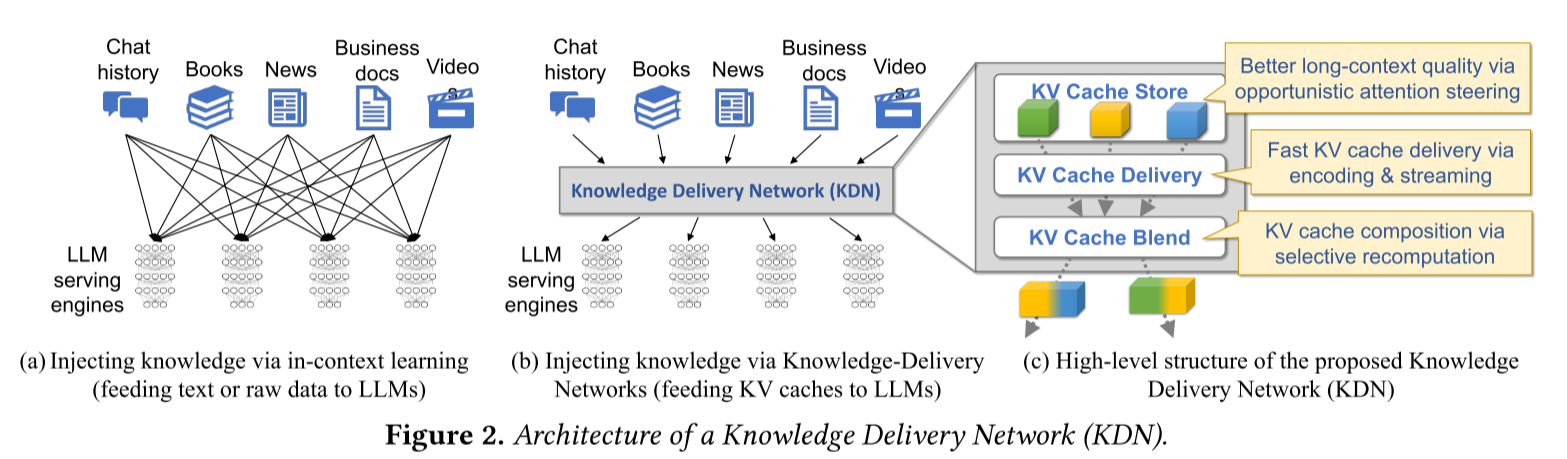 Chat
history
Books
News
Business
docs
Videos
LLM
serving
engines
(a) Injecting knowledge via in-context learning
(feeding text or raw data to LLMs)
Chat
history
Books
News
Business
docs
Videos
Knowledge Delivery Network (KDN)
LLM
serving
engines
(b) Injecting knowledge via Knowledge-Delivery
Networks (feeding KV caches to LLMs)
KV Cache Store
KV Cache Delivery
KV Cache Blend
Better long-context quality via
opportunistic attention steering
Fast KV cache delivery via
encoding & streaming
KV cache composition via
selective recomputation
(c) High-level structure of the proposed Knowledge
Delivery Network (KDN)
Figure 2. Architecture of a Knowledge Delivery Network (KDN).